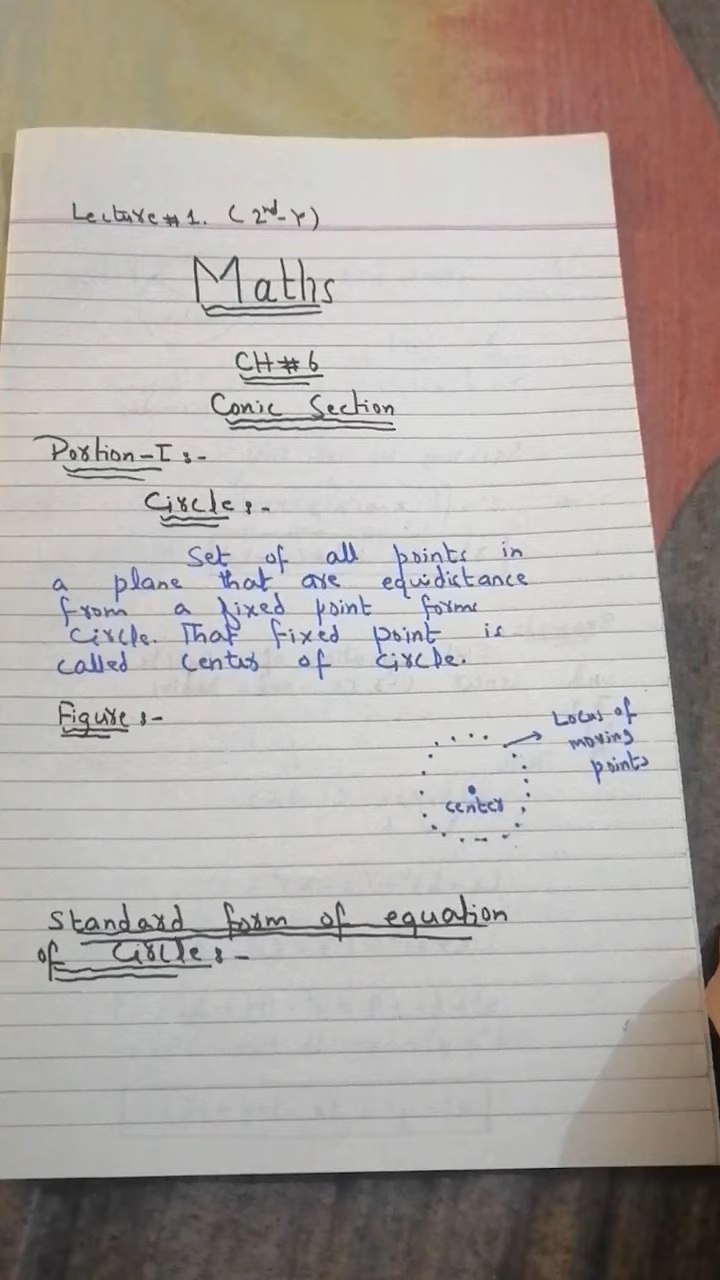 Lecture # 1. (2nd-Y)
Maths
CH # 6
Conic Section
Portion-I :-
Circle :-
Set of all points in
a plane that are equidistance
from a fixed point forms
circle. That fixed point is
called center of circle.
Figure :-
Locus of
moving
points
center
Standard form of equation
of Circle :-